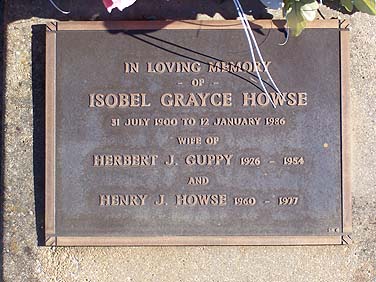 IN LOVING MEMORY
- OF -
ISOBEL GRAYCE HOWSE
31 JULY 1900 TO 12 JANUARY 1986
WIFE OF
HERBERT J. GUPPY 1926 - 1954
AND
HENRY J. HOWSE 1960 - 1977